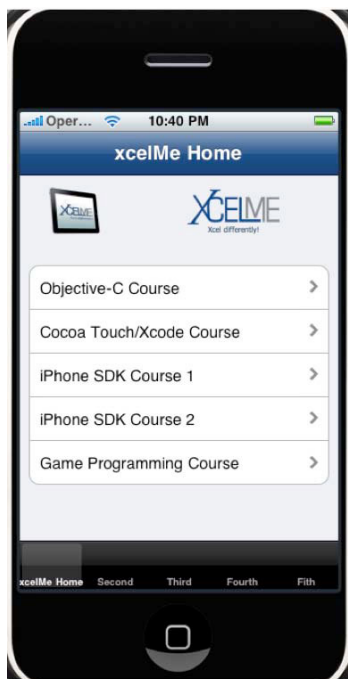 Oper... 10:40 PM
xcelMe Home
XCELME XCELME
Xcel differently!
Objective-C Course
Cocoa Touch/Xcode Course
iPhone SDK Course 1
iPhone SDK Course 2
Game Programming Course
xcelMe Home Second Third Fourth Fith